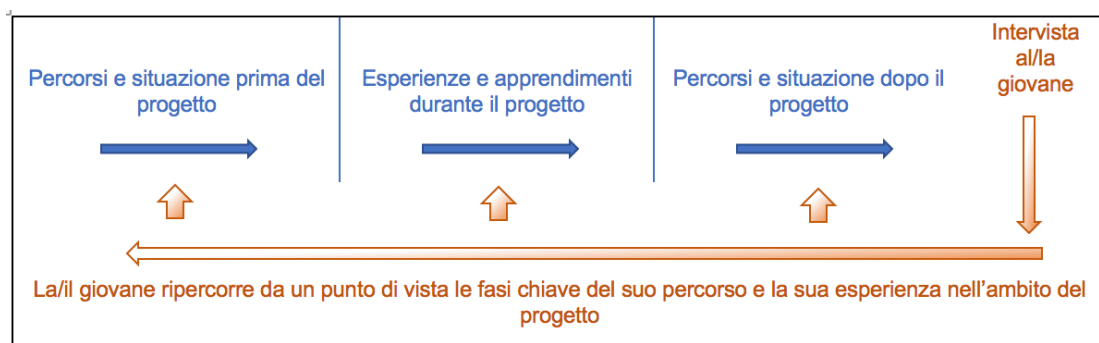 Percorsi e situazione prima del
progetto
Esperienze e apprendimenti
durante il progetto
Percorsi e situazione dopo il
progetto
Intervista
al/la
giovane
La/il giovane ripercorre da un punto di vista le fasi chiave del suo percorso e la sua esperienza nell'ambito del
progetto